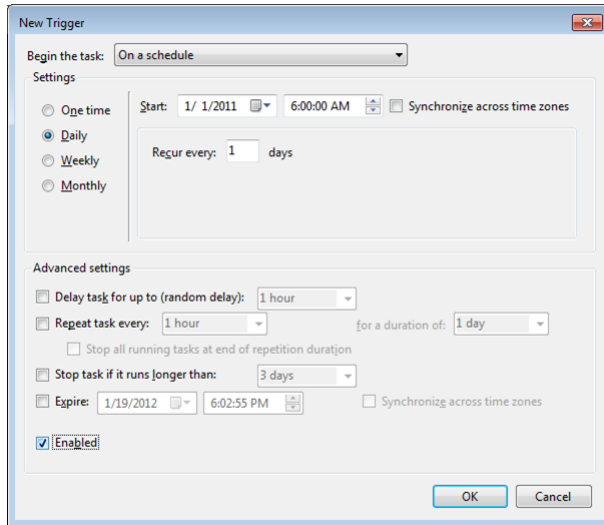 New Trigger
Begin the task: On a schedule
Settings
One time
Start: 1/ 1/2011 6:00:00 AM Synchronize across time zones
Daily
Recur every: 1 days
Weekly
Monthly
Advanced settings
Delay task for up to (random delay): 1 hour
Repeat task every: 1 hour for a duration of: 1 day
Stop all running tasks at end of repetition duration
Stop task if it runs longer than: 3 days
Expire: 1/19/2012 6:02:55 PM Synchronize across time zones
Enabled
OK Cancel